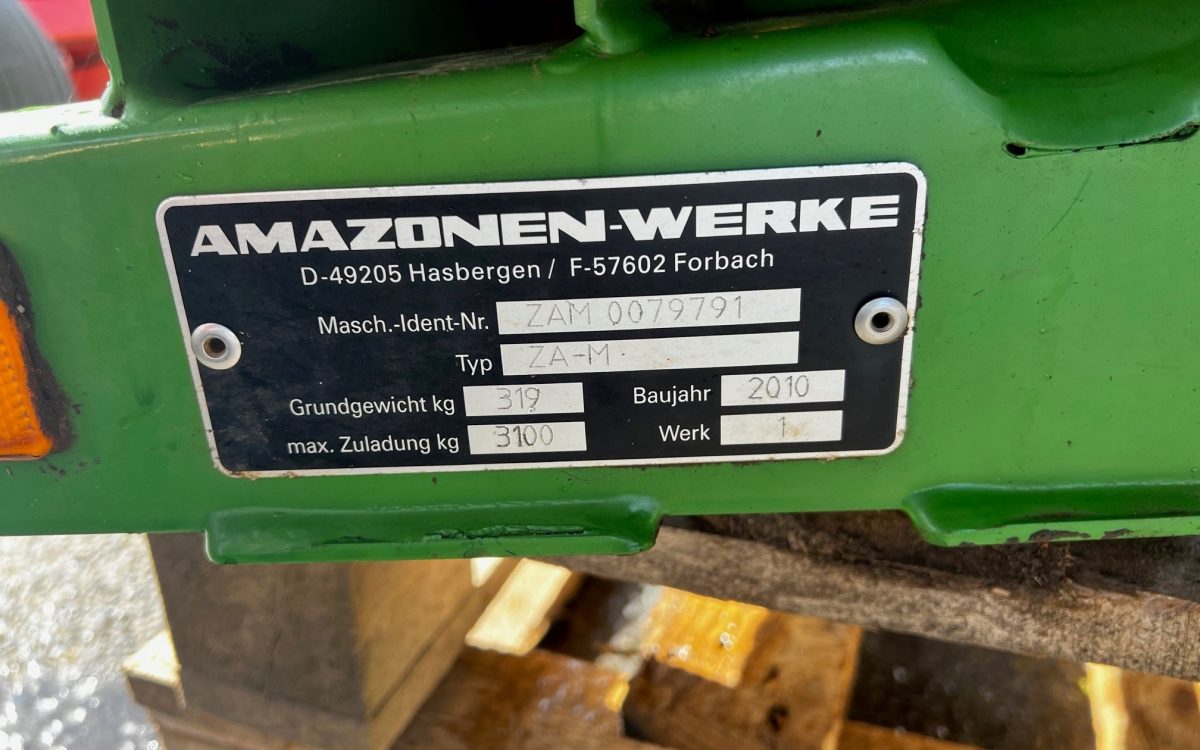 AMAZONEN-WERKE
D-49205 Hasbergen / F-57602 Forbach
Masch.-Ident-Nr. ZAM 0079791
Typ ZA-M
Grundgewicht kg 319 Baujahr 2010
max. Zuladung kg 3100 Werk 1